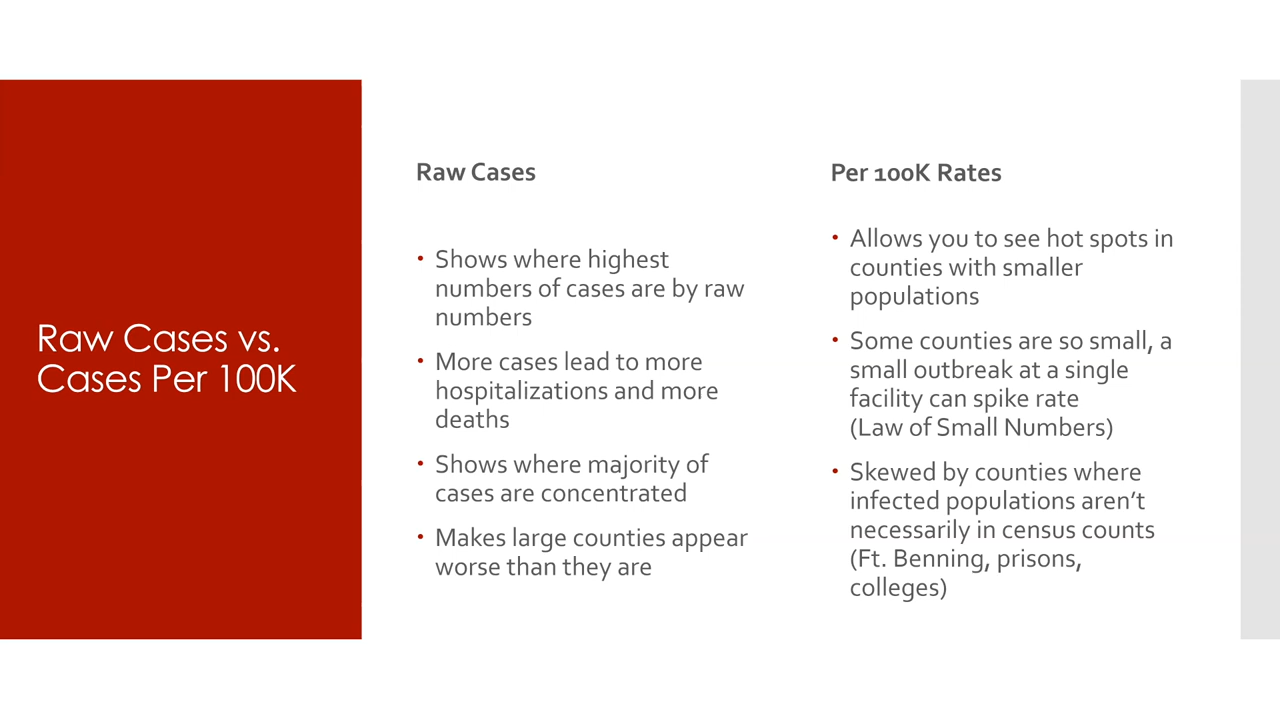 Raw Cases vs.
Cases Per 100K
Raw Cases
• Shows where highest
numbers of cases are by raw
numbers
• More cases lead to more
hospitalizations and more
deaths
• Shows where majority of
cases are concentrated
• Makes large counties appear
worse than they are
Per 100K Rates
• Allows you to see hot spots in
counties with smaller
populations
• Some counties are so small, a
small outbreak at a single
facility can spike rate
(Law of Small Numbers)
• Skewed by counties where
infected populations aren’t
necessarily in census counts
(Ft. Benning, prisons,
colleges)